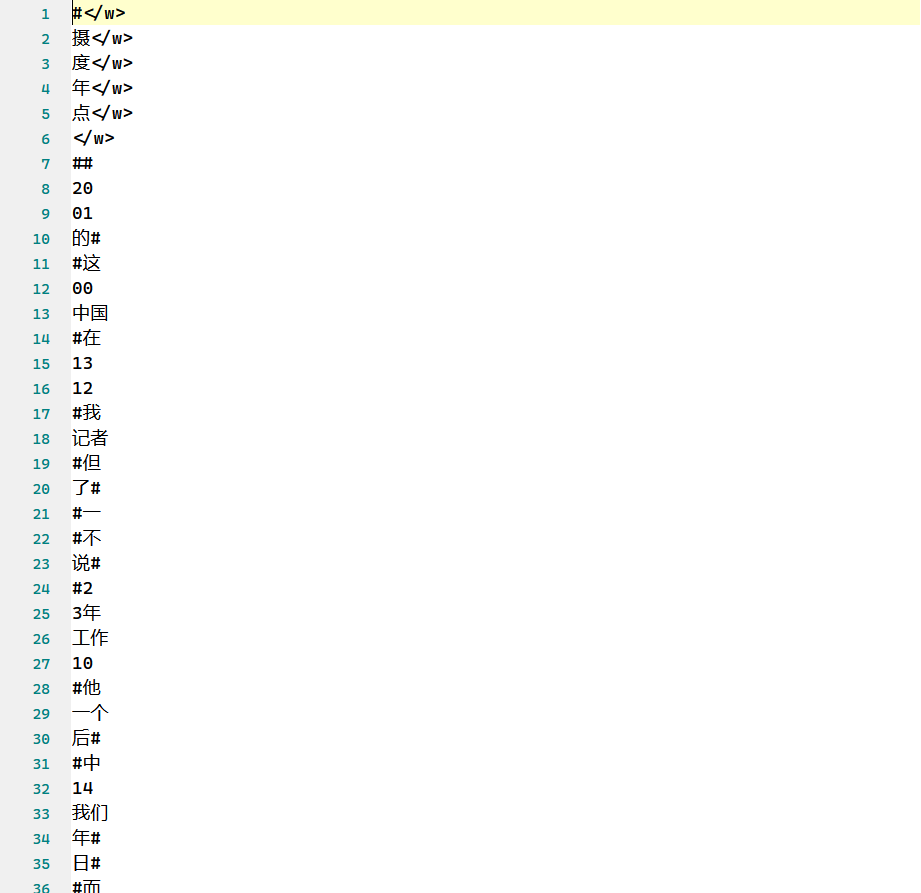 1 #</w>
2 摄</w>
3 度</w>
4 年</w>
5 点</w>
6 </w>
7 ##
8 20
9 01
10 的#
11 #这
12 00
13 中国
14 #在
15 13
16 12
17 #我
18 记者
19 #但
20 了#
21 #一
22 #不
23 说#
24 #2
25 3年
26 工作
27 10
28 #他
29 一个
30 后#
31 #中
32 14
33 我们
34 年#
35 日#
36 #而